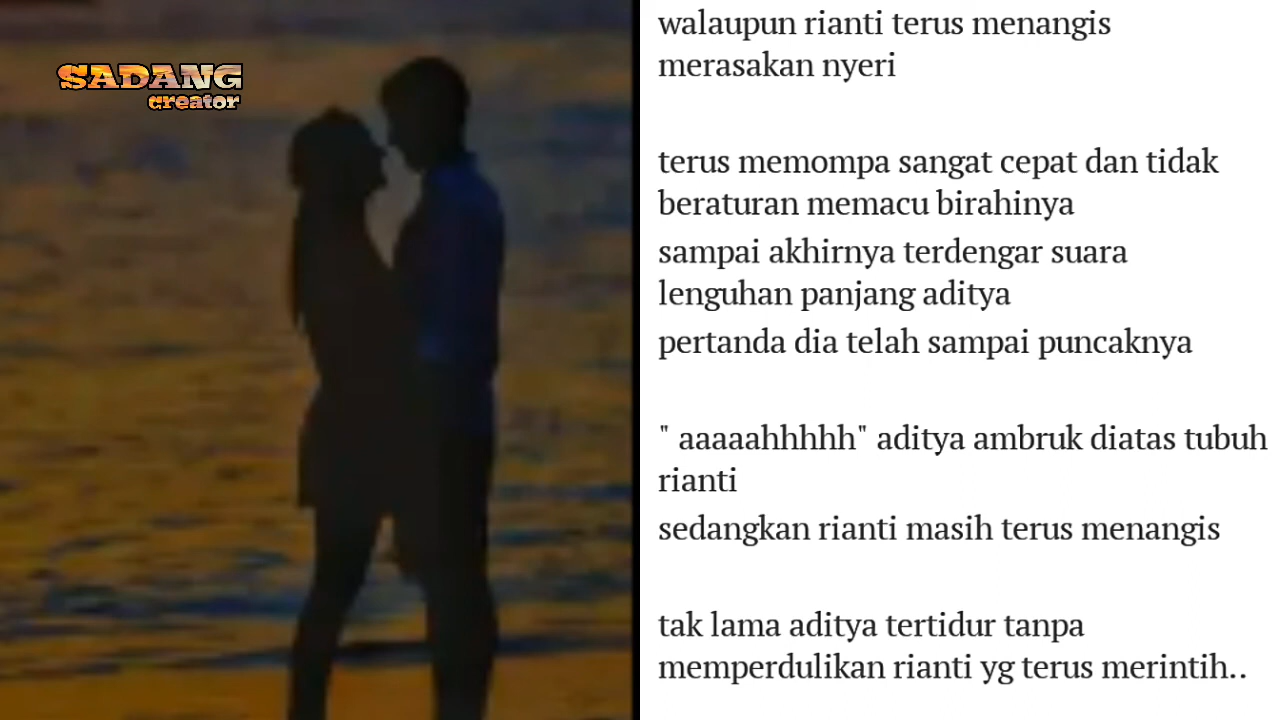 SADANG
creator
walaupun rianti terus menangis
merasakan nyeri
terus memompa sangat cepat dan tidak
beraturan memacu birahinya
sampai akhirnya terdengar suara
lenguhan panjang aditya
pertanda dia telah sampai puncaknya
" aaaaahhhhh" aditya ambruk diatas tubuh
rianti
sedangkan rianti masih terus menangis
tak lama aditya tertidur tanpa
memperdulikan rianti yg terus merintih..